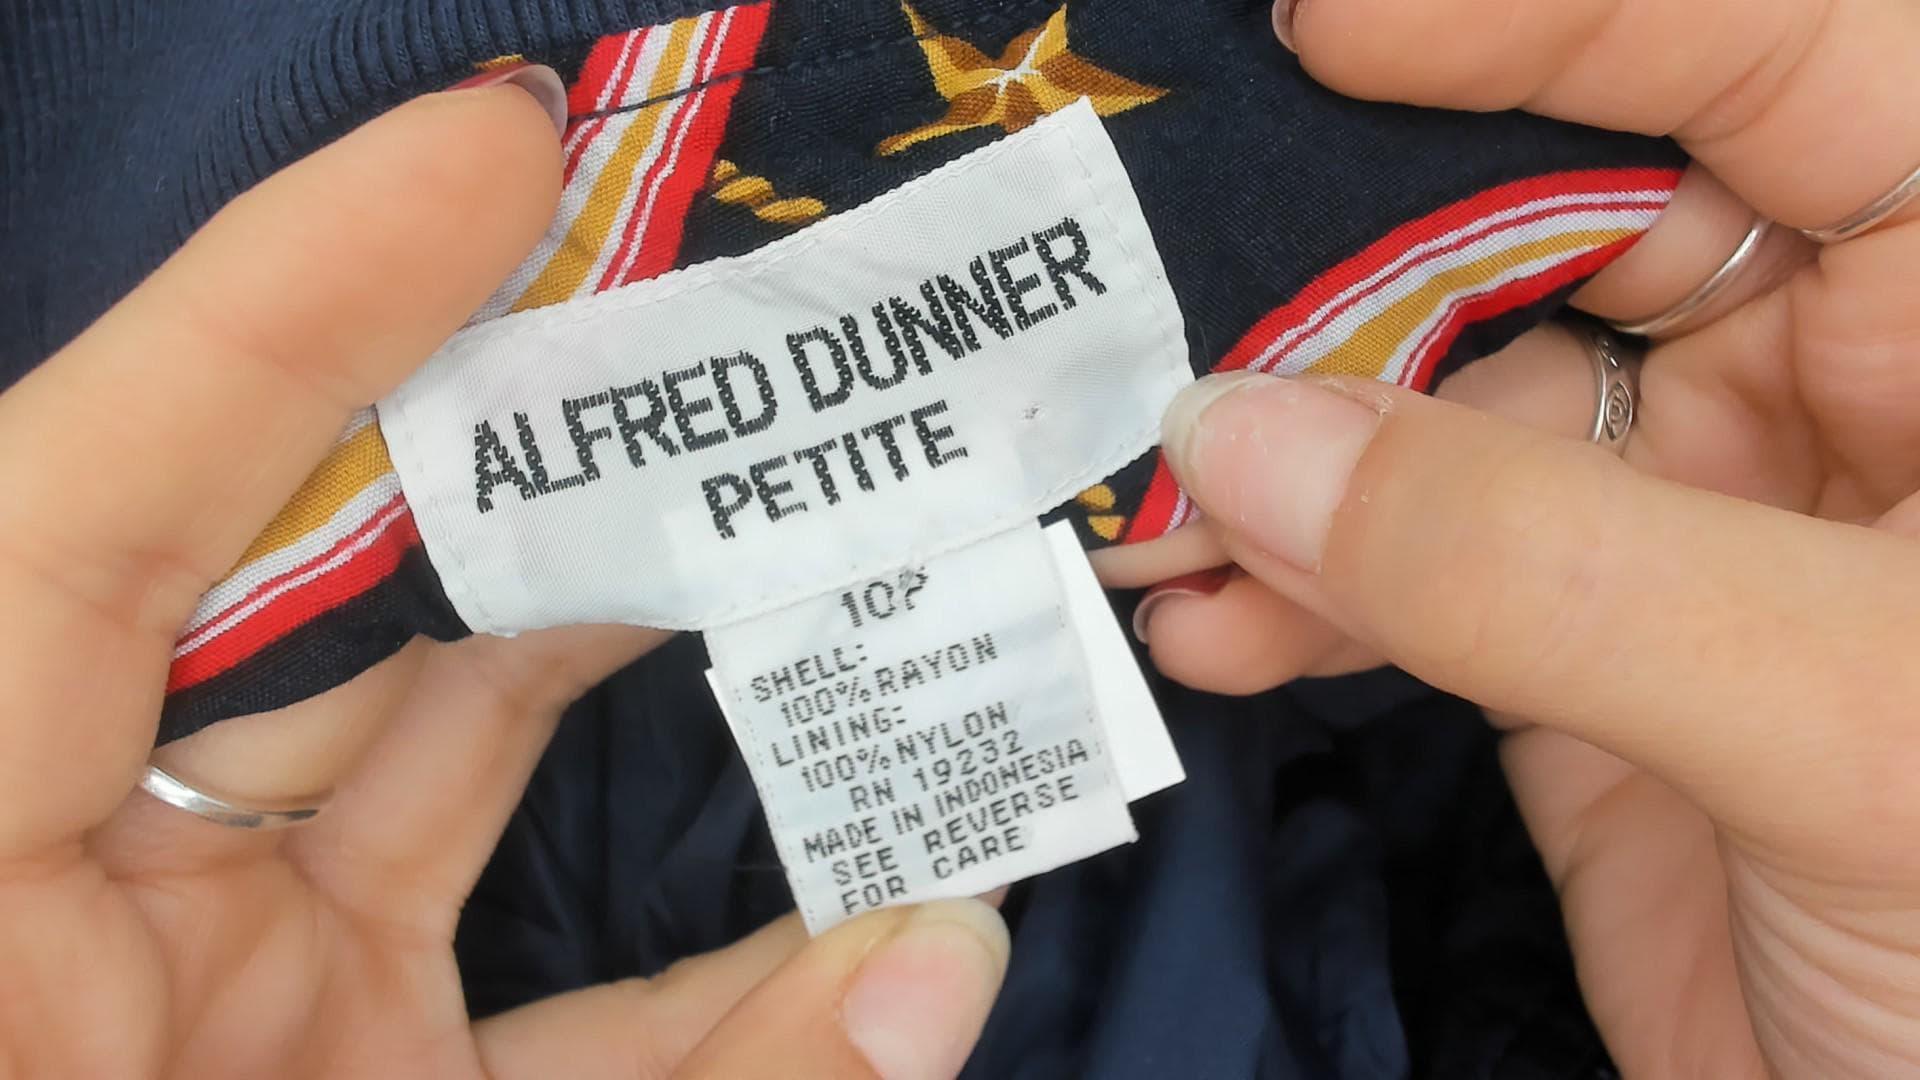 ALFRED DUNNER
PETITE
10P
SHELL:
100% RAYON
LINING:
100% NYLON
RN 19232
MADE IN INDONESIA
SEE REVERSE
FOR CARE